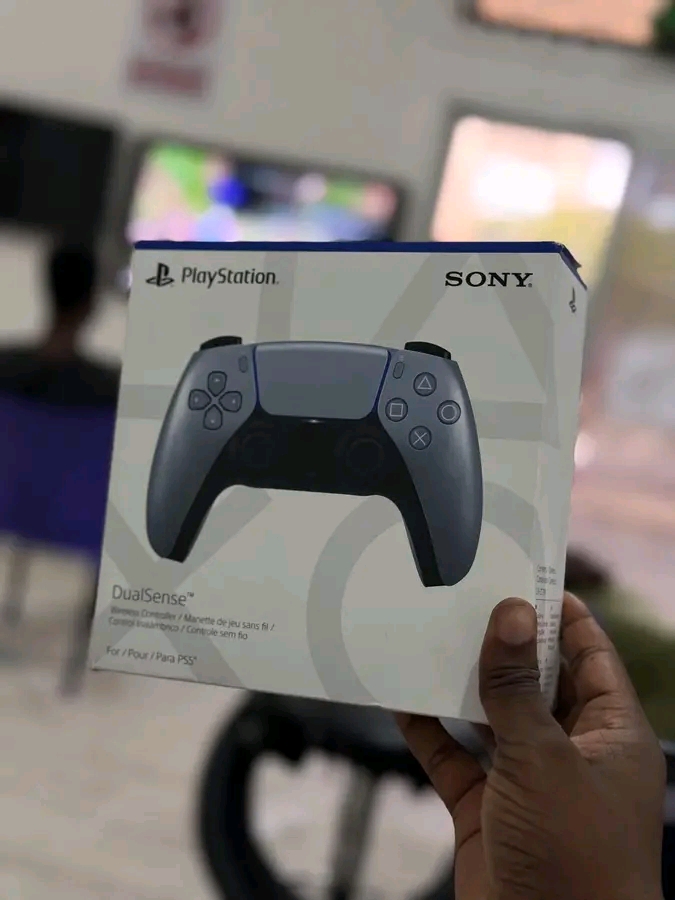 PlayStation®
SONY®
DualSense™
Wireless Controller / Manette de jeu sans fil /
Control inalámbrico / Controle sem fio
For / Pour / Para PS5®